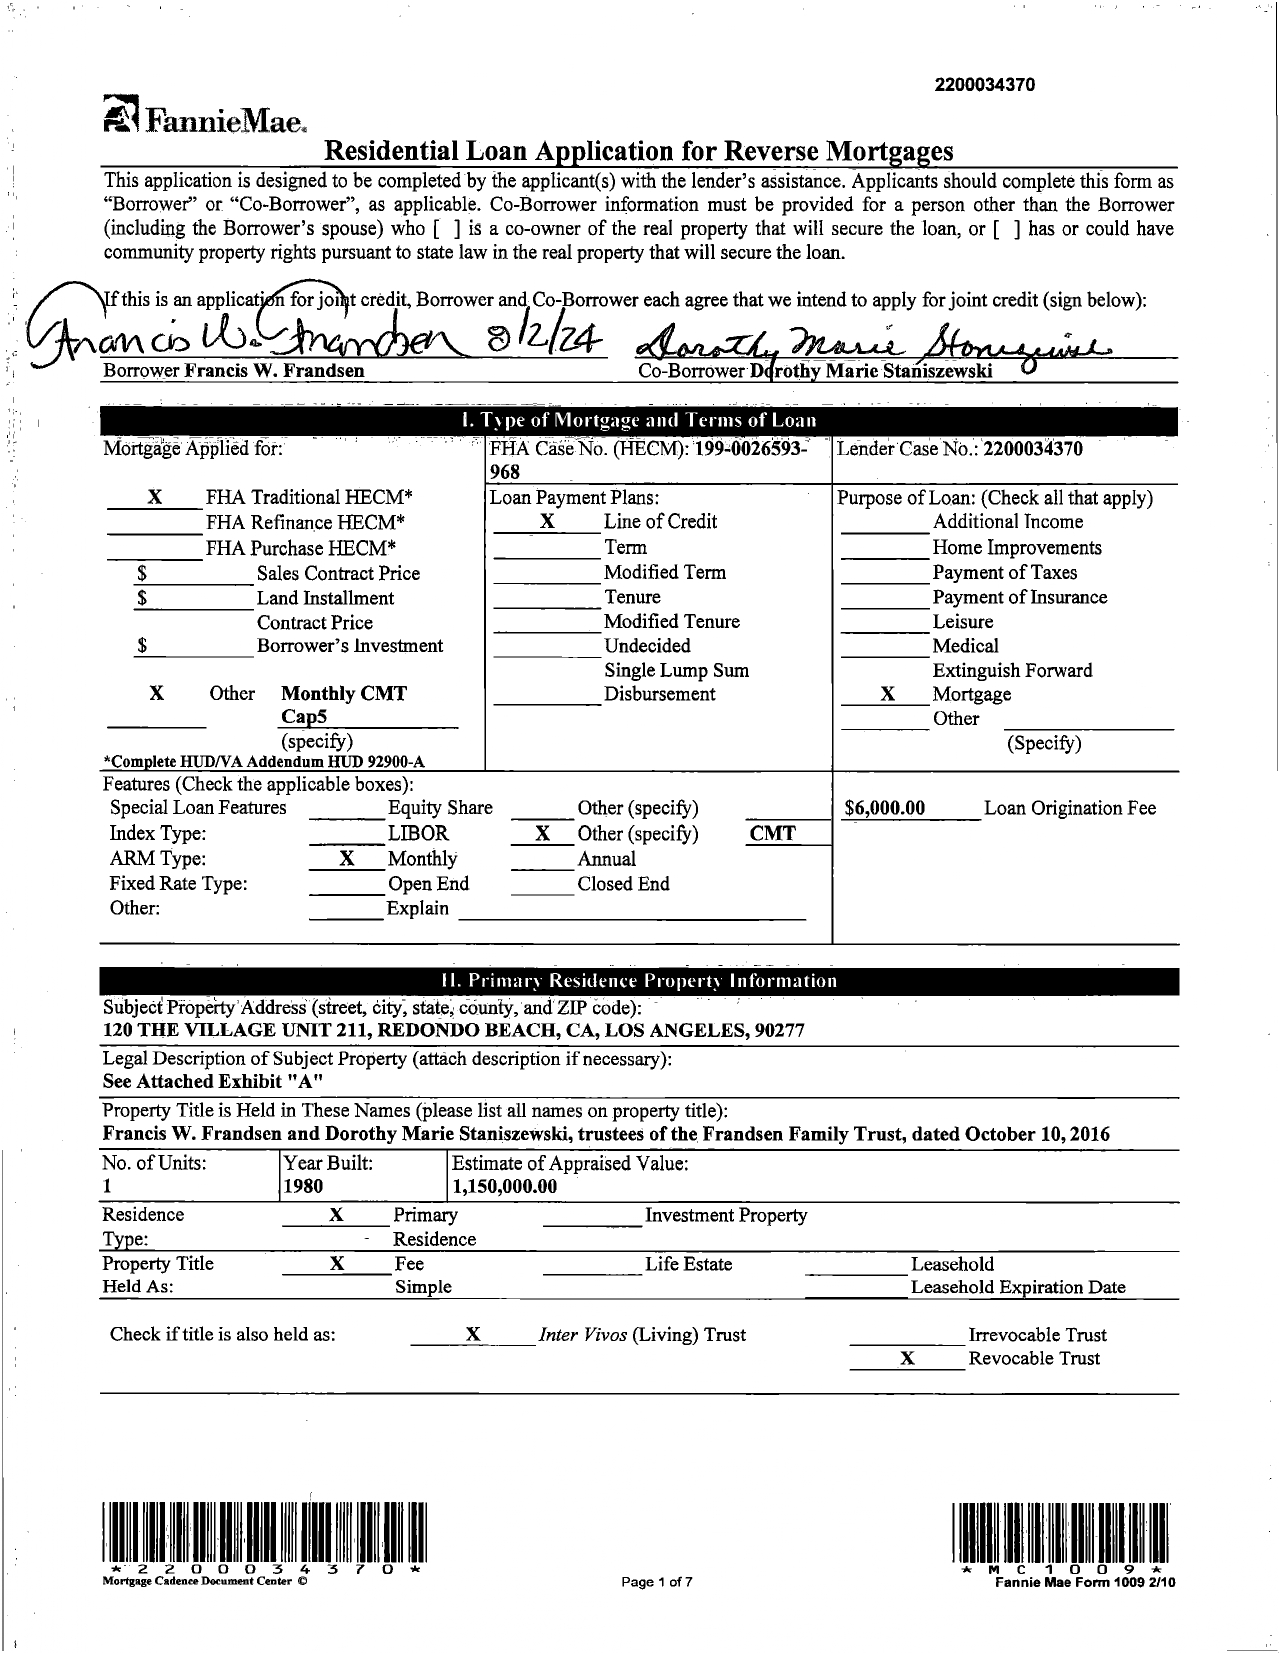 2200034370
FannieMae.
Residential Loan Application for Reverse Mortgages
This application is designed to be completed by the applicant(s) with the lender's assistance. Applicants should complete this form as
"Borrower" or "Co-Borrower", as applicable. Co-Borrower information must be provided for a person other than the Borrower
(including the Borrower's spouse) who [ ] is a co-owner of the real property that will secure the loan, or [ ] has or could have
community property rights pursuant to state law in the real property that will secure the loan.
If this is an application for joint credit, Borrower and Co-Borrower each agree that we intend to apply for joint credit (sign below):
Francis W. Frandsen 8/2/24 Dorothy Marie Staniszewski
Borrower Francis W. Frandsen Co-Borrower Dorothy Marie Staniszewski
I. Type of Mortgage and Terms of Loan
Mortgage Applied for: FHA Case No. (HECM): 199-0026593- Lender Case No.: 2200034370
968
X FHA Traditional HECM* Loan Payment Plans: Purpose of Loan: (Check all that apply)
FHA Refinance HECM* X Line of Credit Additional Income
FHA Purchase HECM* Term Home Improvements
$ Sales Contract Price Modified Term Payment of Taxes
$ Land Installment Tenure Payment of Insurance
Contract Price Modified Tenure Leisure
$ Borrower's Investment Undecided Medical
Single Lump Sum Extinguish Forward
X Other Monthly CMT Disbursement X Mortgage
Cap5 Other
(specify) (Specify)
*Complete HUD/VA Addendum HUD 92900-A
Features (Check the applicable boxes):
Special Loan Features Equity Share Other (specify) $6,000.00 Loan Origination Fee
Index Type: LIBOR X Other (specify) CMT
ARM Type: X Monthly Annual
Fixed Rate Type: Open End Closed End
Other: Explain
II. Primary Residence Property Information
Subject Property Address (street, city, state, county, and ZIP code):
120 THE VILLAGE UNIT 211, REDONDO BEACH, CA, LOS ANGELES, 90277
Legal Description of Subject Property (attach description if necessary):
See Attached Exhibit "A"
Property Title is Held in These Names (please list all names on property title):
Francis W. Frandsen and Dorothy Marie Staniszewski, trustees of the Frandsen Family Trust, dated October 10, 2016
No. of Units: Year Built: Estimate of Appraised Value:
1 1980 1,150,000.00
Residence X Primary Investment Property
Type: Residence
Property Title X Fee Life Estate Leasehold
Held As: Simple Leasehold Expiration Date
Check if title is also held as: X Inter Vivos (Living) Trust Irrevocable Trust
X Revocable Trust
*2200034370* *MC1009*
Mortgage Cadence Document Center © Page 1 of 7 Fannie Mae Form 1009 2/10